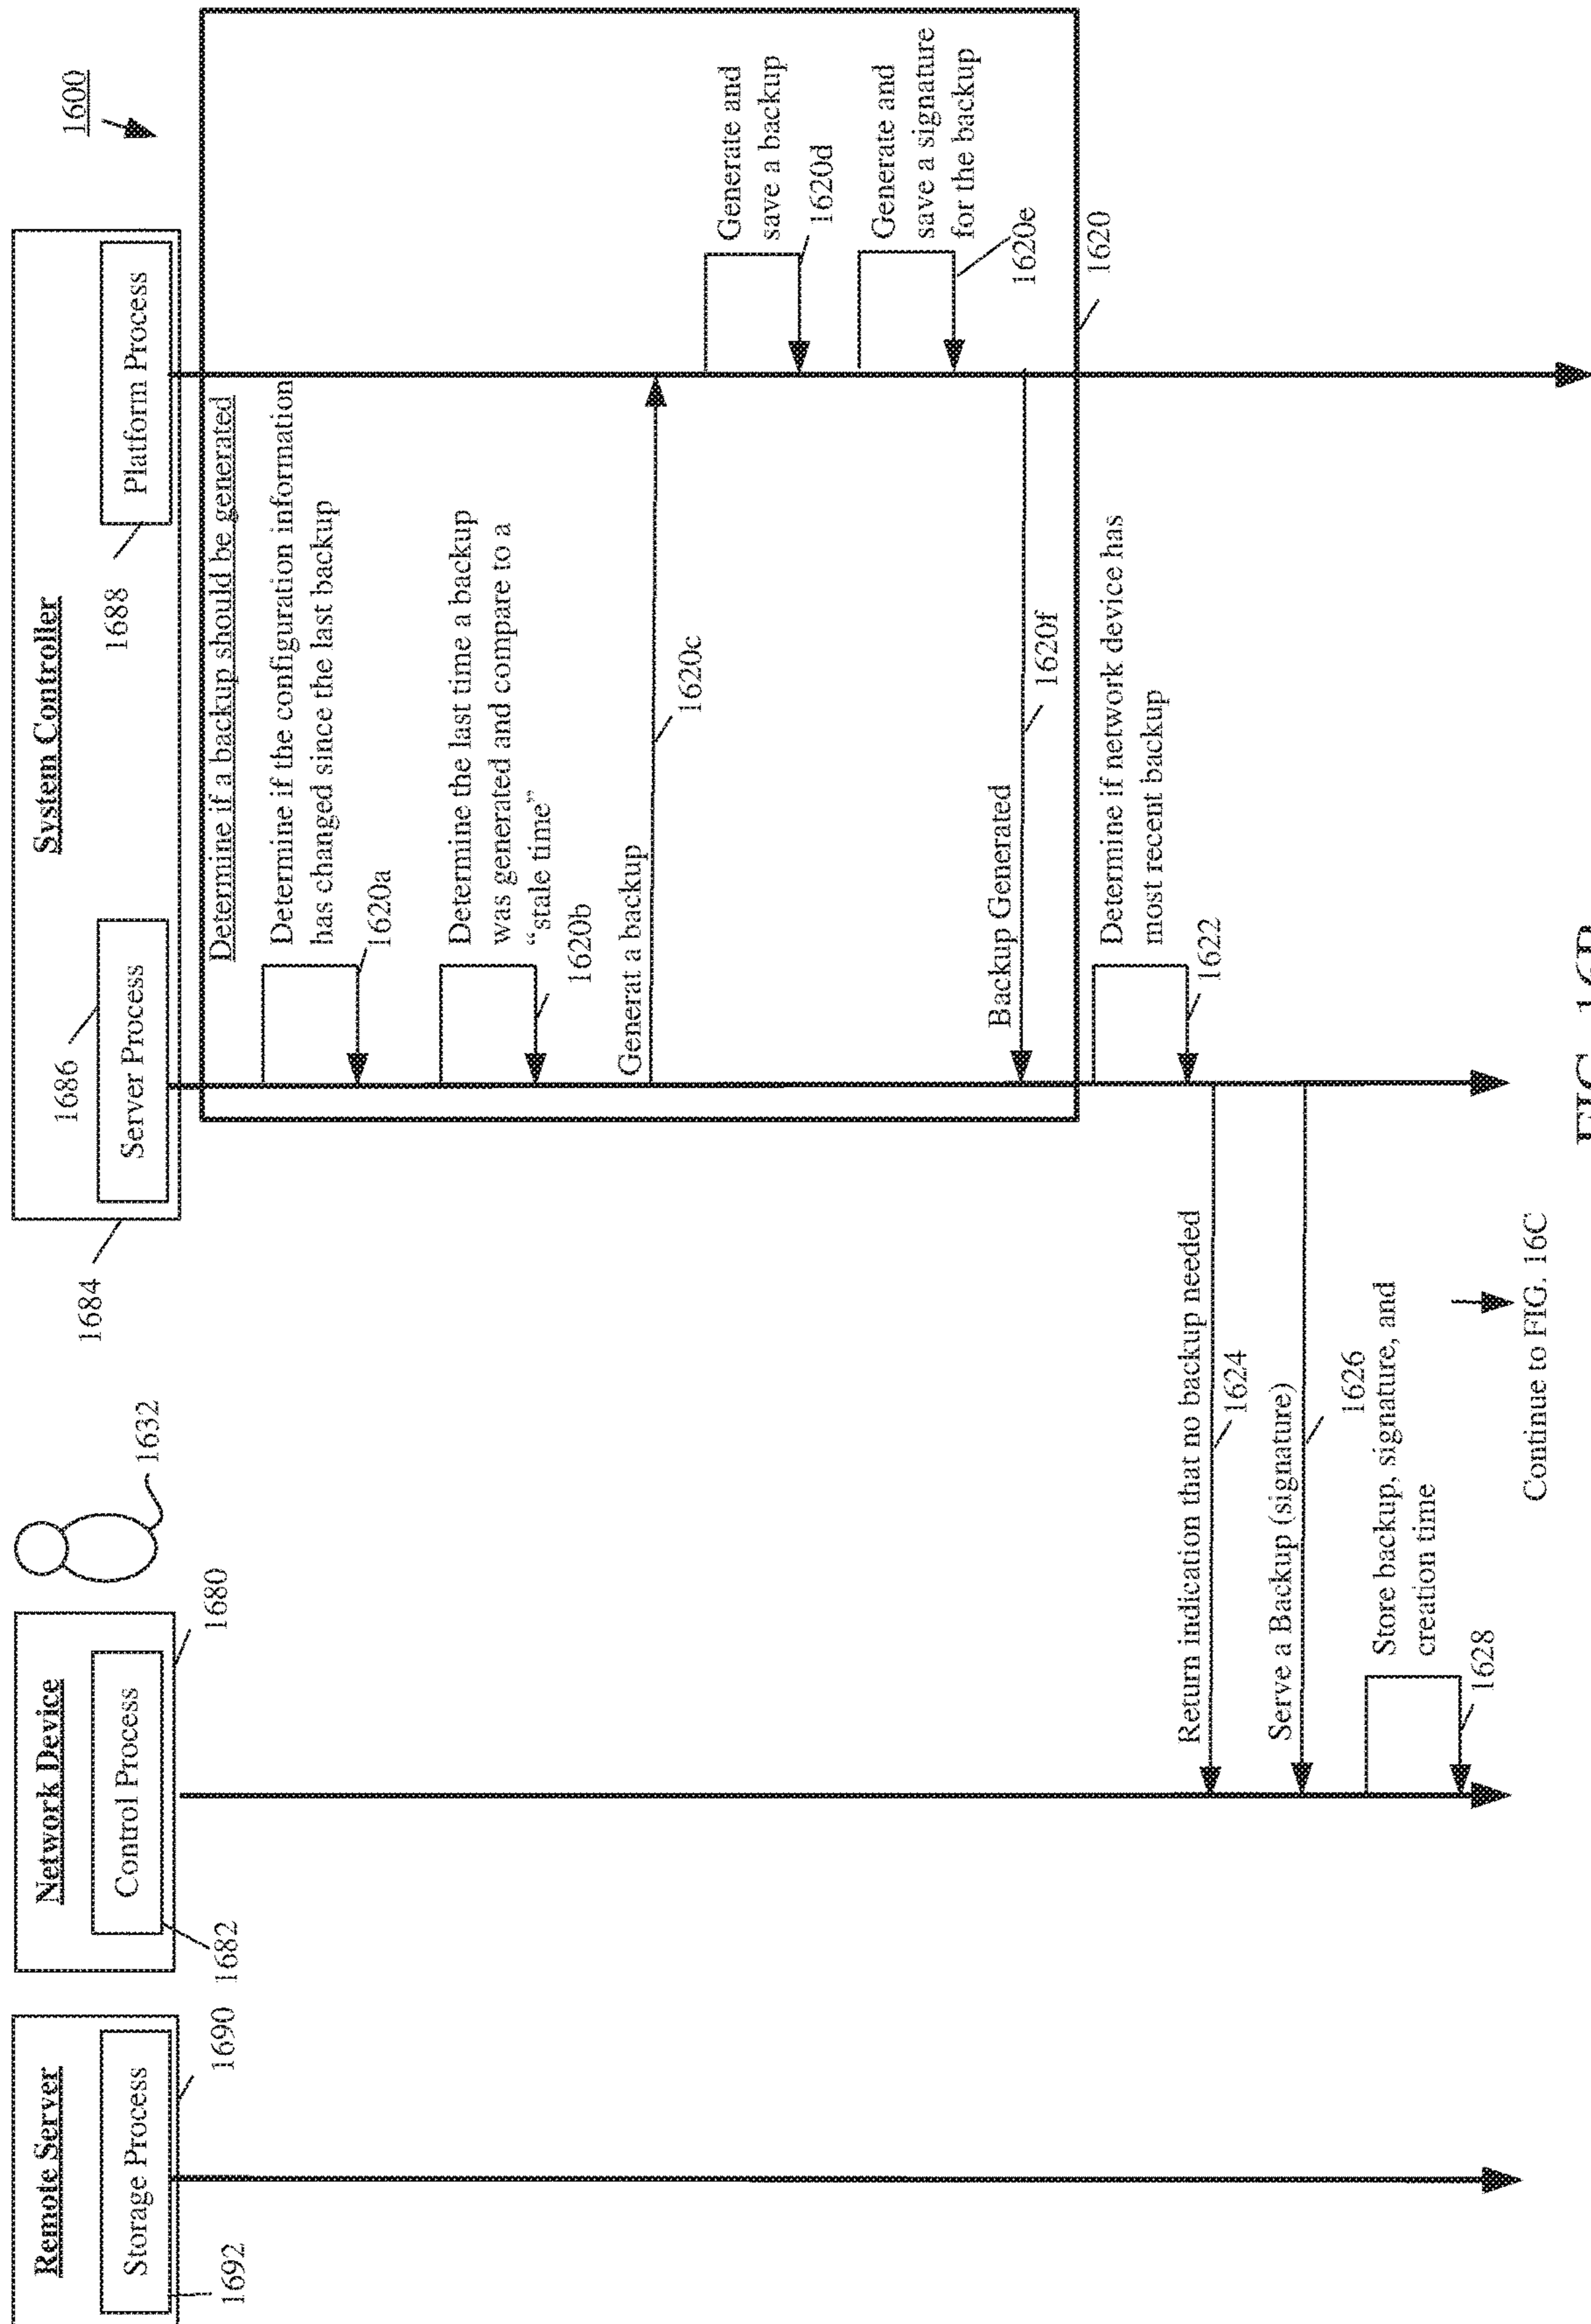 Remote Server
Storage Process
1692
1690
Network Device
Control Process
1682
1680
1632
System Controller
1684
1686
Server Process
1688
Platform Process
1600
Determine if a backup should be generated
Determine if the configuration information
has changed since the last backup
1620a
Determine the last time a backup
was generated and compare to a
“stale time”
1620b
Generat a backup
1620c
Generate and
save a backup
1620d
Generate and
save a signature
for the backup
1620e
Backup Generated
1620f
1620
Determine if network device has
most recent backup
1622
Return indication that no backup needed
1624
Serve a Backup (signature)
1626
Store backup, signature, and
creation time
1628
Continue to FIG. 16C
FIG. 16B